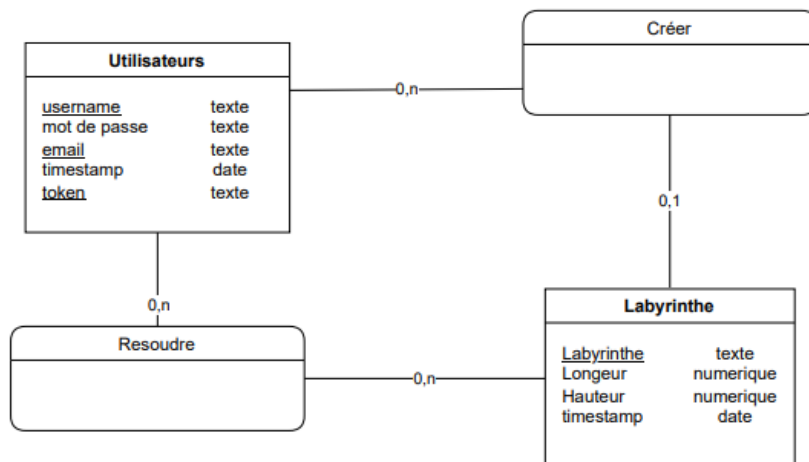 Créer
Utilisateurs
username texte
mot de passe texte
email texte
timestamp date
token texte
0,n
0,1
0,n
Resoudre
0,n
Labyrinthe
Labyrinthe texte
Longeur numerique
Hauteur numerique
timestamp date